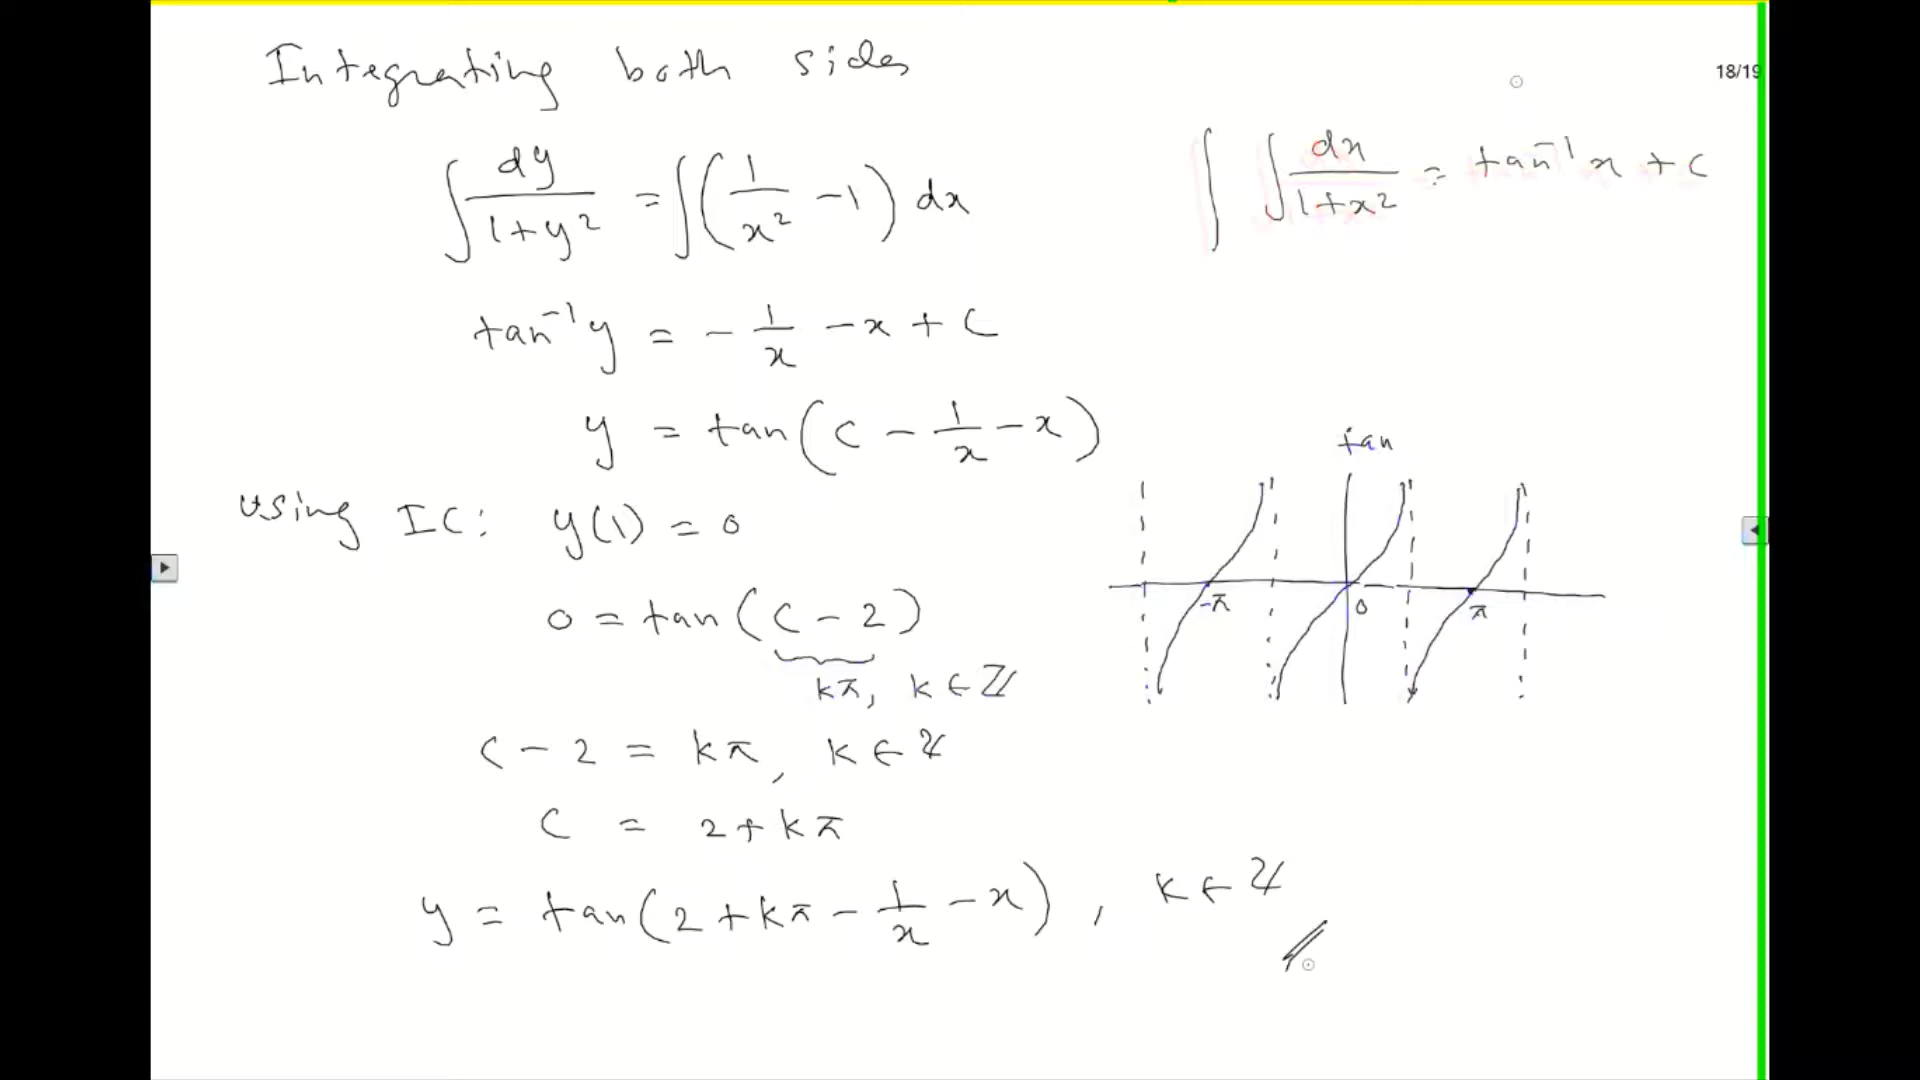 Integrating both sides
18/19
∫ dy/(1+y²) = ∫ (1/x² − 1) dx
∫ ∫ dx/(1+x²) = tan⁻¹ x + C
tan⁻¹ y = − 1/x − x + C
y = tan(C − 1/x − x)
tan
using IC: y(1) = 0
0 = tan(C − 2)
-π 0 π
kπ, k ∈ ℤ
C − 2 = kπ, k ∈ ℤ
C = 2 + kπ
y = tan(2 + kπ − 1/x − x), k ∈ ℤ